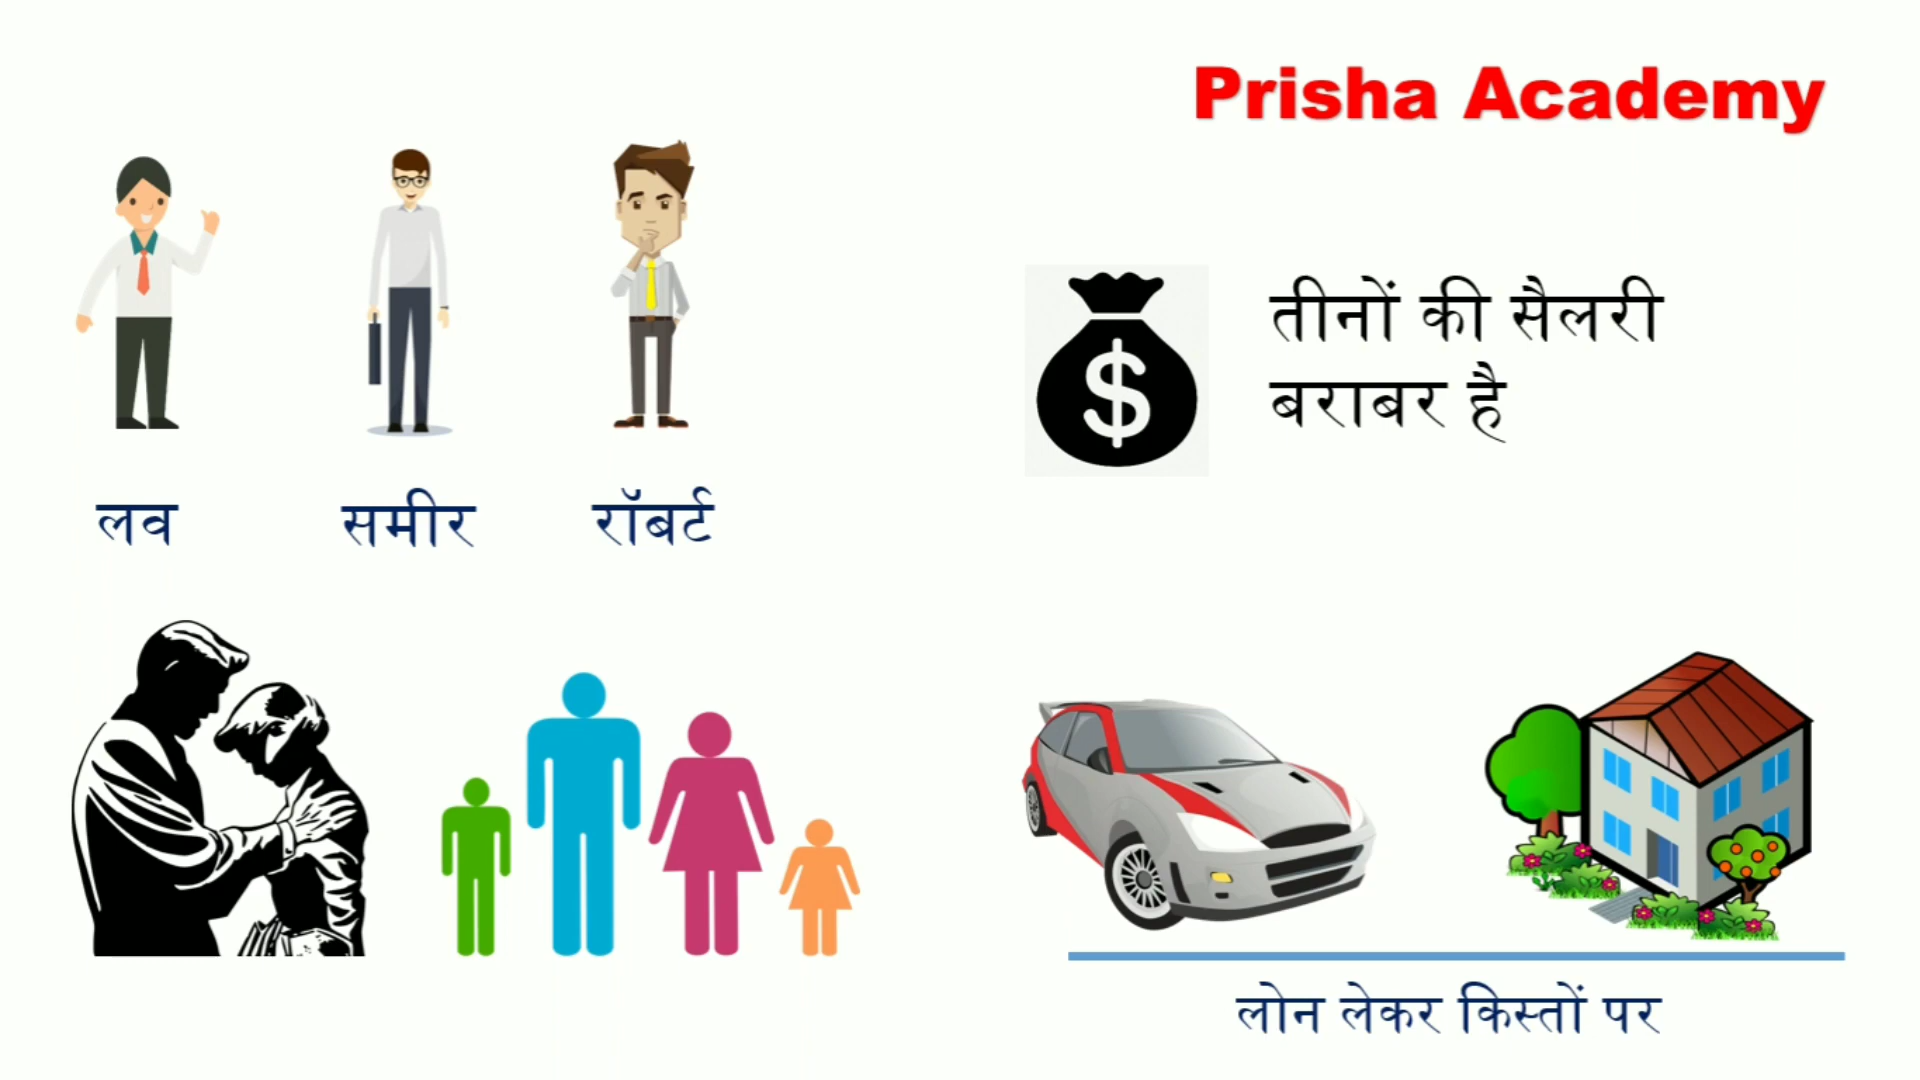 Prisha Academy
तीनों की सैलरी
बराबर है
लव
समीर
रॉबर्ट
लोन लेकर किस्तों पर